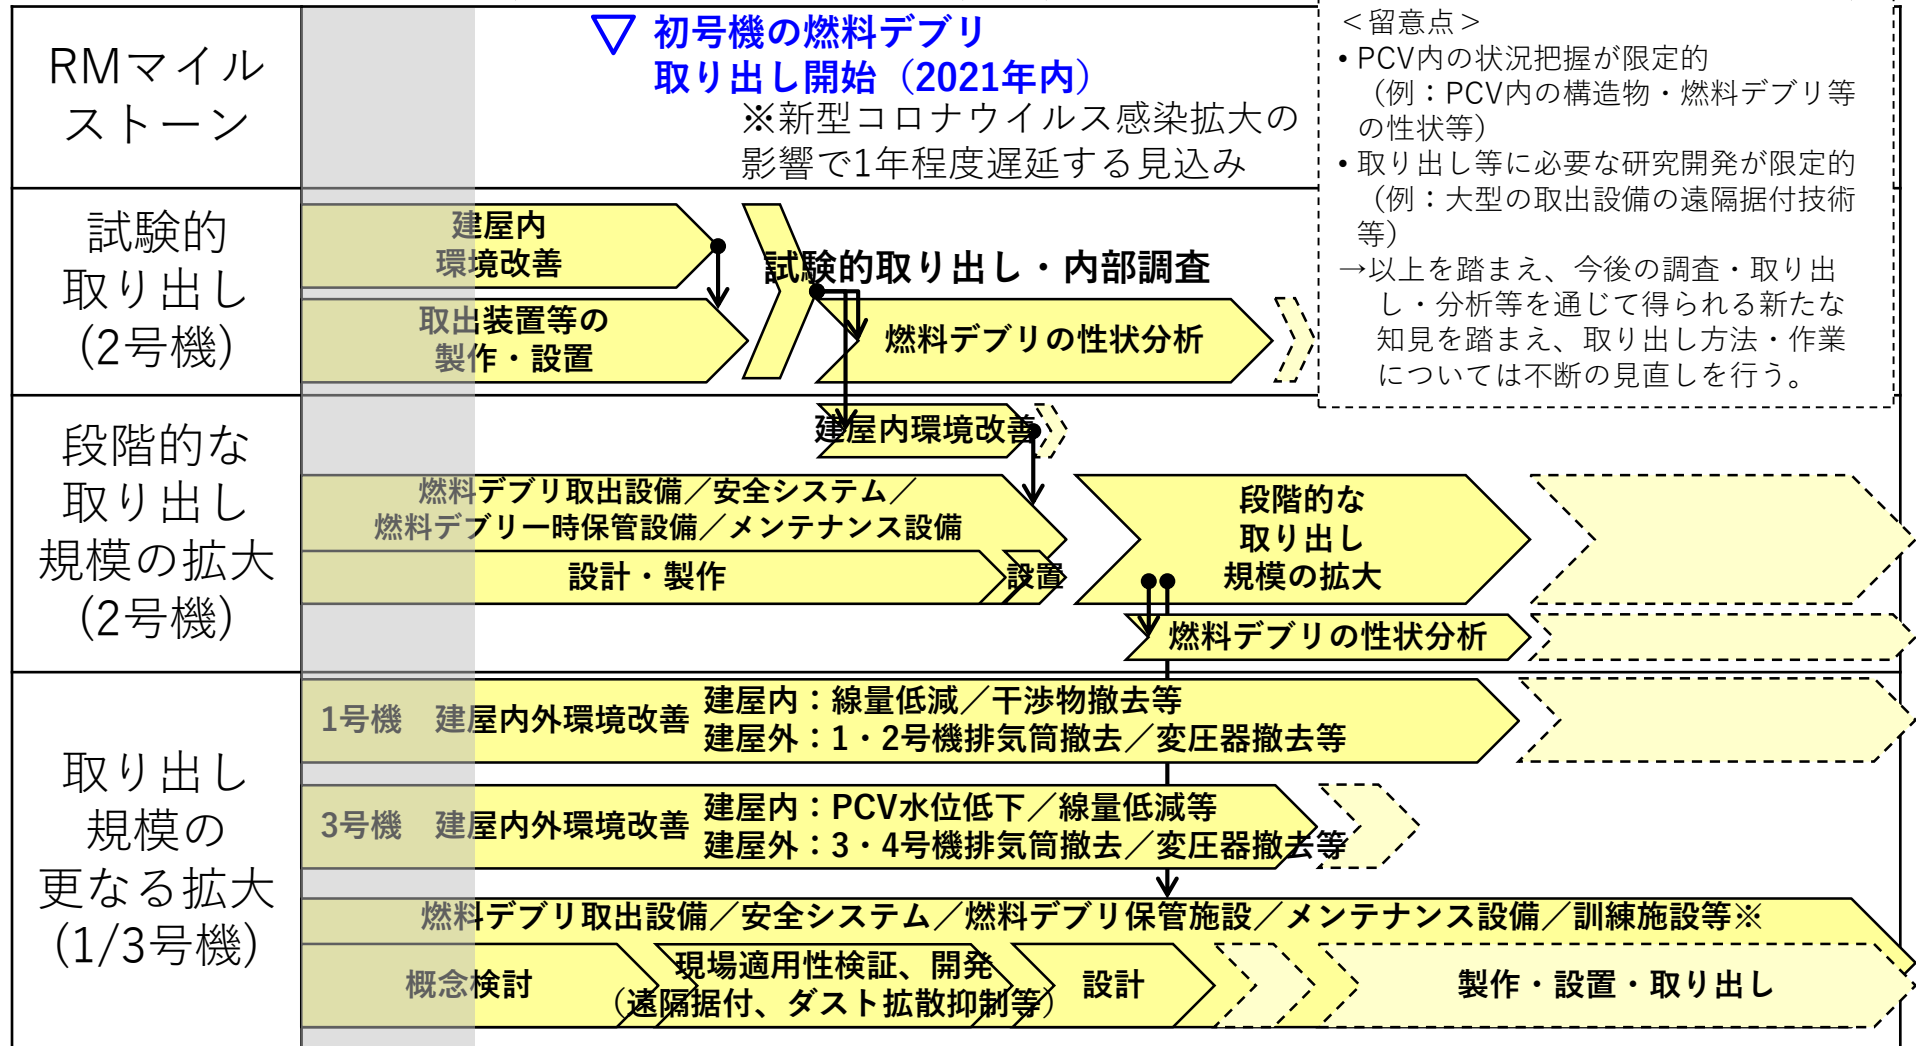 RMマイル
ストーン
▽ 初号機の燃料デブリ
取り出し開始（2021年内）
※新型コロナウイルス感染拡大の
影響で1年程度遅延する見込み
＜留意点＞
• PCV内の状況把握が限定的
（例：PCV内の構造物・燃料デブリ等
の性状等）
• 取り出し等に必要な研究開発が限定的
（例：大型の取出設備の遠隔据付技術
等）
→以上を踏まえ、今後の調査・取り出
し・分析等を通じて得られる新たな
知見を踏まえ、取り出し方法・作業
については不断の見直しを行う。
試験的
取り出し
(2号機)
建屋内
環境改善
取出装置等の
製作・設置
試験的取り出し・内部調査
燃料デブリの性状分析
段階的な
取り出し
規模の拡大
(2号機)
建屋内環境改善
燃料デブリ取出設備／安全システム／
燃料デブリ一時保管設備／メンテナンス設備
設計・製作
設置
段階的な
取り出し
規模の拡大
燃料デブリの性状分析
取り出し
規模の
更なる拡大
(1/3号機)
1号機　建屋内外環境改善
建屋内：線量低減／干渉物撤去等
建屋外：1・2号機排気筒撤去／変圧器撤去等
3号機　建屋内外環境改善
建屋内：PCV水位低下／線量低減等
建屋外：3・4号機排気筒撤去／変圧器撤去等
燃料デブリ取出設備／安全システム／燃料デブリ保管施設／メンテナンス設備／訓練施設等※
概念検討
現場適用性検証、開発
（遠隔据付、ダスト拡散抑制等）
設計
製作・設置・取り出し